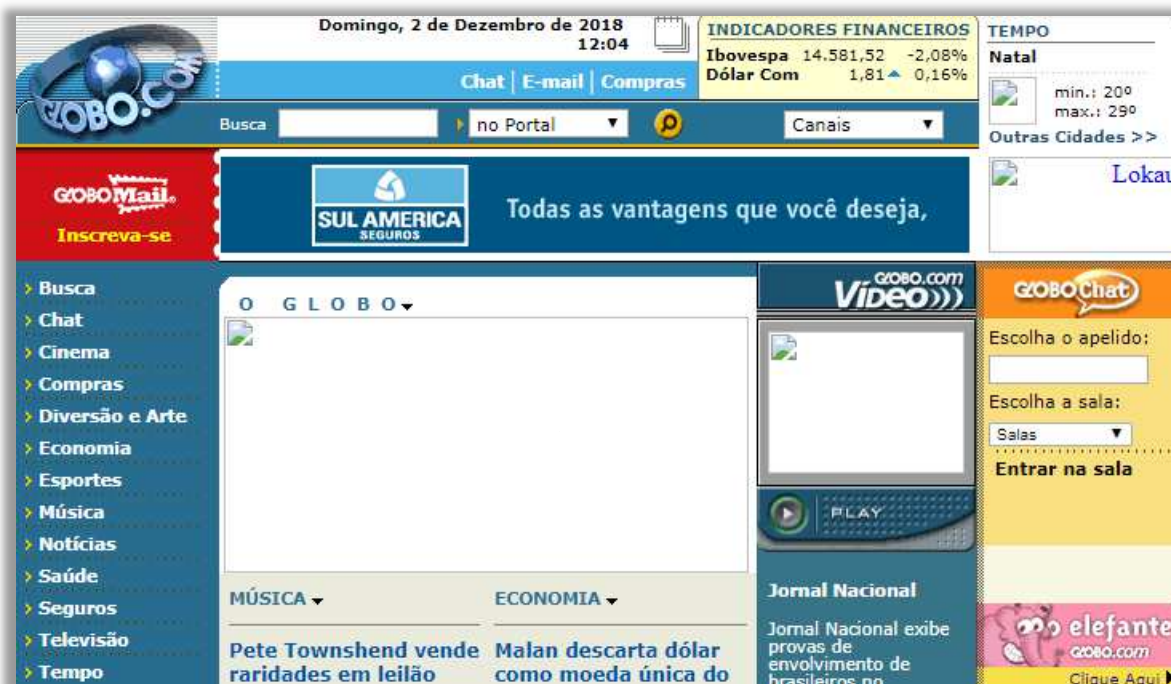 GLOBO.COM
Domingo, 2 de Dezembro de 2018
12:04
Chat | E-mail | Compras
INDICADORES FINANCEIROS
Ibovespa 14.581,52 -2,08%
Dólar Com 1,81 0,16%
TEMPO
Natal
min.: 20º
max.: 29º
Outras Cidades >>
Busca
no Portal
Canais
GLOBOMail.
Inscreva-se
SUL AMERICA
SEGUROS
Todas as vantagens que você deseja,
Lokau
> Busca
> Chat
> Cinema
> Compras
> Diversão e Arte
> Economia
> Esportes
> Música
> Notícias
> Saúde
> Seguros
> Televisão
> Tempo
O GLOBO
MÚSICA
Pete Townshend vende
raridades em leilão
ECONOMIA
Malan descarta dólar
como moeda única do
GLOBO.COM
VÍDEO)))
PLAY
Jornal Nacional
Jornal Nacional exibe
provas de
envolvimento de
brasileiros no
GLOBOChat
Escolha o apelido:
Escolha a sala:
Salas
Entrar na sala
elefante
GLOBO.COM
Clique Aqui